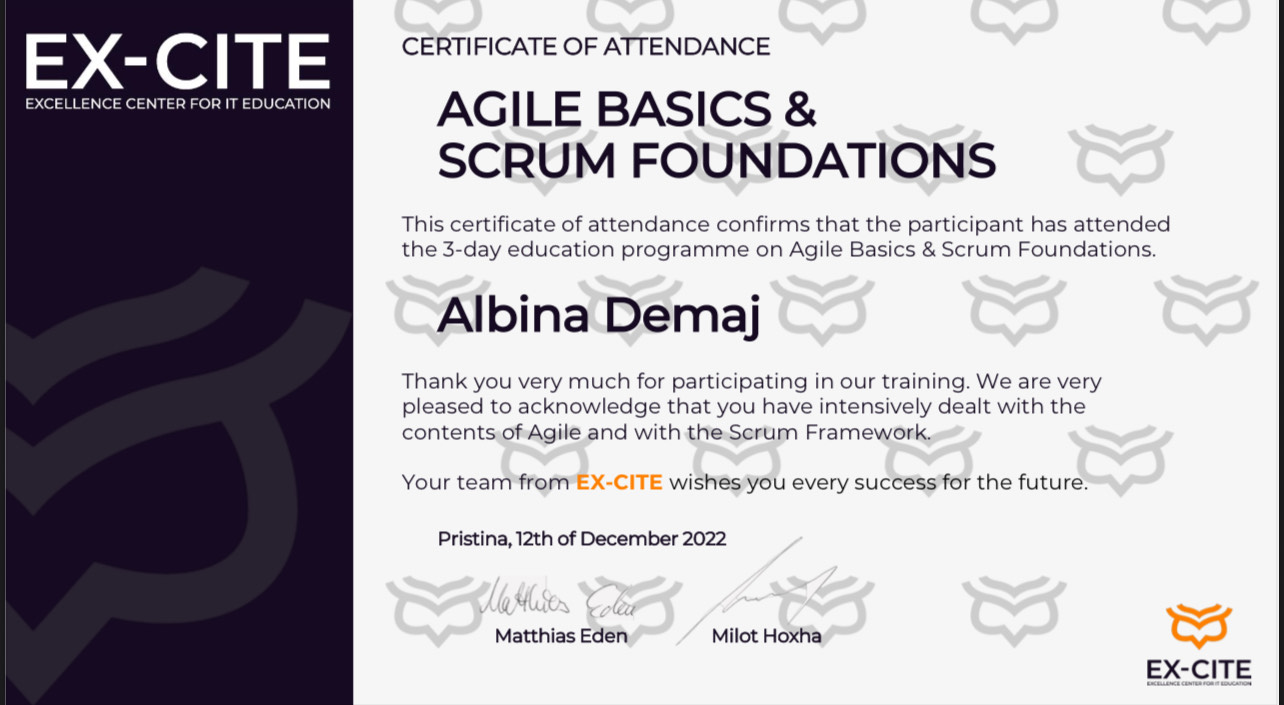 EX-CITE
EXCELLENCE CENTER FOR IT EDUCATION
CERTIFICATE OF ATTENDANCE
AGILE BASICS &
SCRUM FOUNDATIONS
This certificate of attendance confirms that the participant has attended
the 3-day education programme on Agile Basics & Scrum Foundations.
Albina Demaj
Thank you very much for participating in our training. We are very
pleased to acknowledge that you have intensively dealt with the
contents of Agile and with the Scrum Framework.
Your team from EX-CITE wishes you every success for the future.
Pristina, 12th of December 2022
Matthias Eden
Matthias Eden Milot Hoxha
EX-CITE
EXCELLENCE CENTER FOR IT EDUCATION